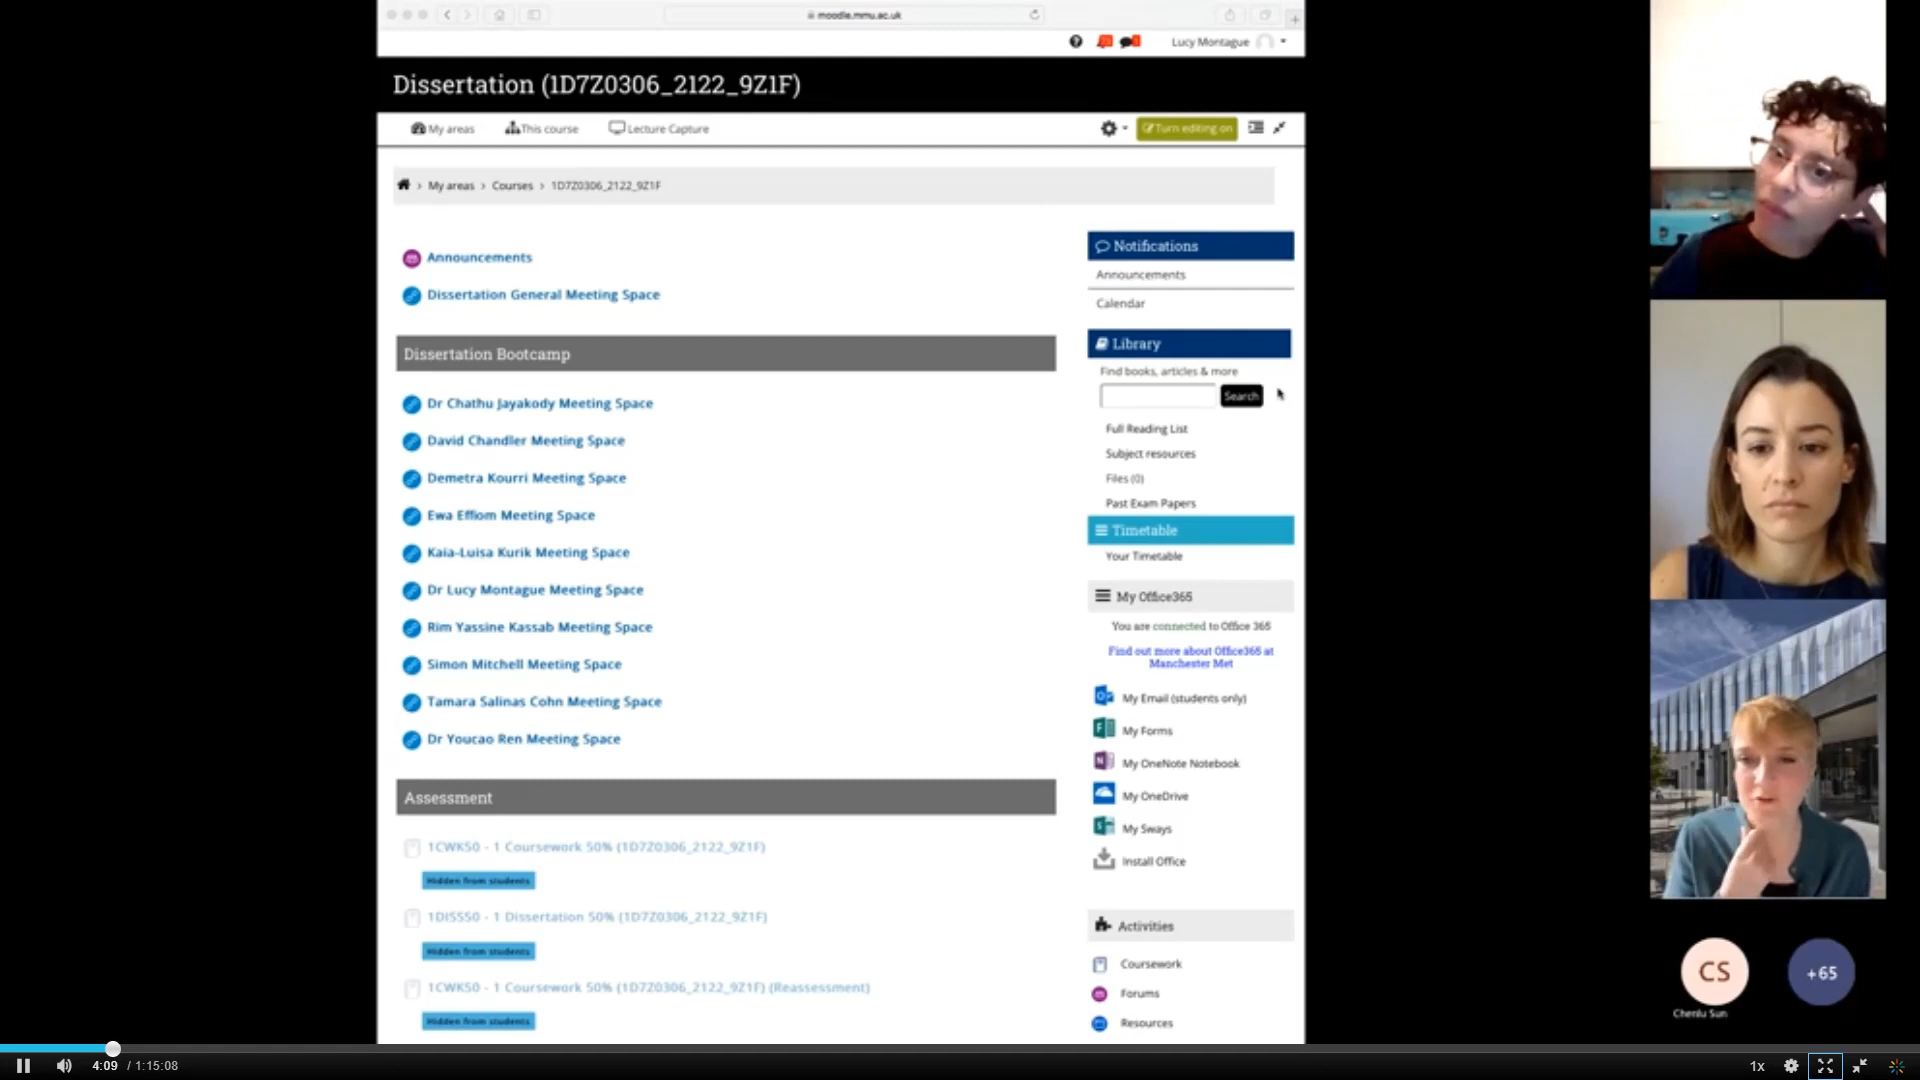 moodle.mmu.ac.uk
Lucy Montague
Dissertation (1D7Z0306_2122_9Z1F)
My areas
This course
Lecture Capture
Turn editing on
My areas
Courses
1D7Z0306_2122_9Z1F
Announcements
Dissertation General Meeting Space
Dissertation Bootcamp
Dr Chathu Jayakody Meeting Space
David Chandler Meeting Space
Demetra Kourri Meeting Space
Ewa Effiom Meeting Space
Kaia-Luisa Kurik Meeting Space
Dr Lucy Montague Meeting Space
Rim Yassine Kassab Meeting Space
Simon Mitchell Meeting Space
Tamara Salinas Cohn Meeting Space
Dr Youcao Ren Meeting Space
Assessment
1CWK50 - 1 Coursework 50% (1D7Z0306_2122_9Z1F)
Hidden from students
1DISS50 - 1 Dissertation 50% (1D7Z0306_2122_9Z1F)
Hidden from students
1CWK50 - 1 Coursework 50% (1D7Z0306_2122_9Z1F) (Reassessment)
Hidden from students
Notifications
Announcements
Calendar
Library
Find books, articles & more
Search
Full Reading List
Subject resources
Files (0)
Past Exam Papers
Timetable
Your Timetable
My Office365
You are connected to Office 365
Find out more about Office365 at
Manchester Met
My Email (students only)
My Forms
My OneNote Notebook
My OneDrive
My Sways
Install Office
Activities
Coursework
Forums
Resources
CS
+65
Chenlu Sun
4:09 / 1:15:08
1x